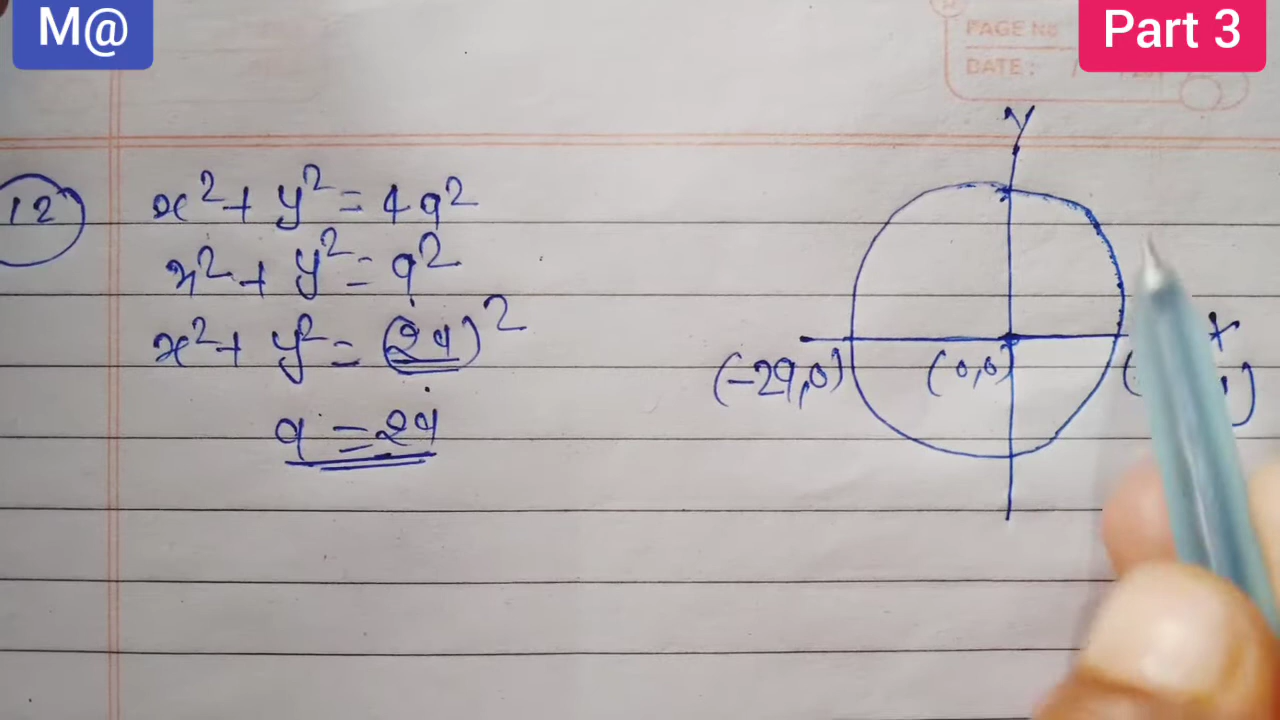 M@
Part 3
PAGE No
DATE: / /
12
x² + y² = 4a²
x² + y² = a²
x² + y² = (2a)²
a = 2a
y
x
(-2a,0)
(0,0)